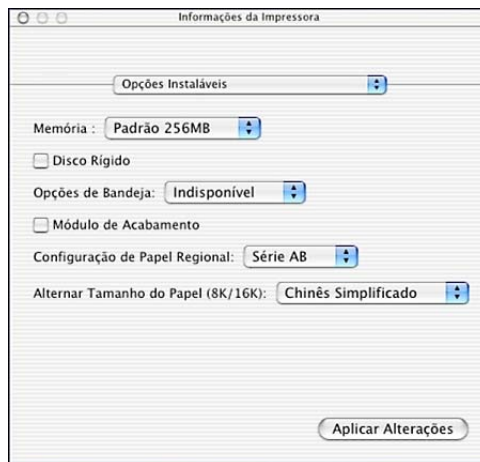 Informações da Impressora
Opções Instaláveis
Memória : Padrão 256MB
Disco Rígido
Opções de Bandeja: Indisponível
Módulo de Acabamento
Configuração de Papel Regional: Série AB
Alternar Tamanho do Papel (8K/16K): Chinês Simplificado
Aplicar Alterações